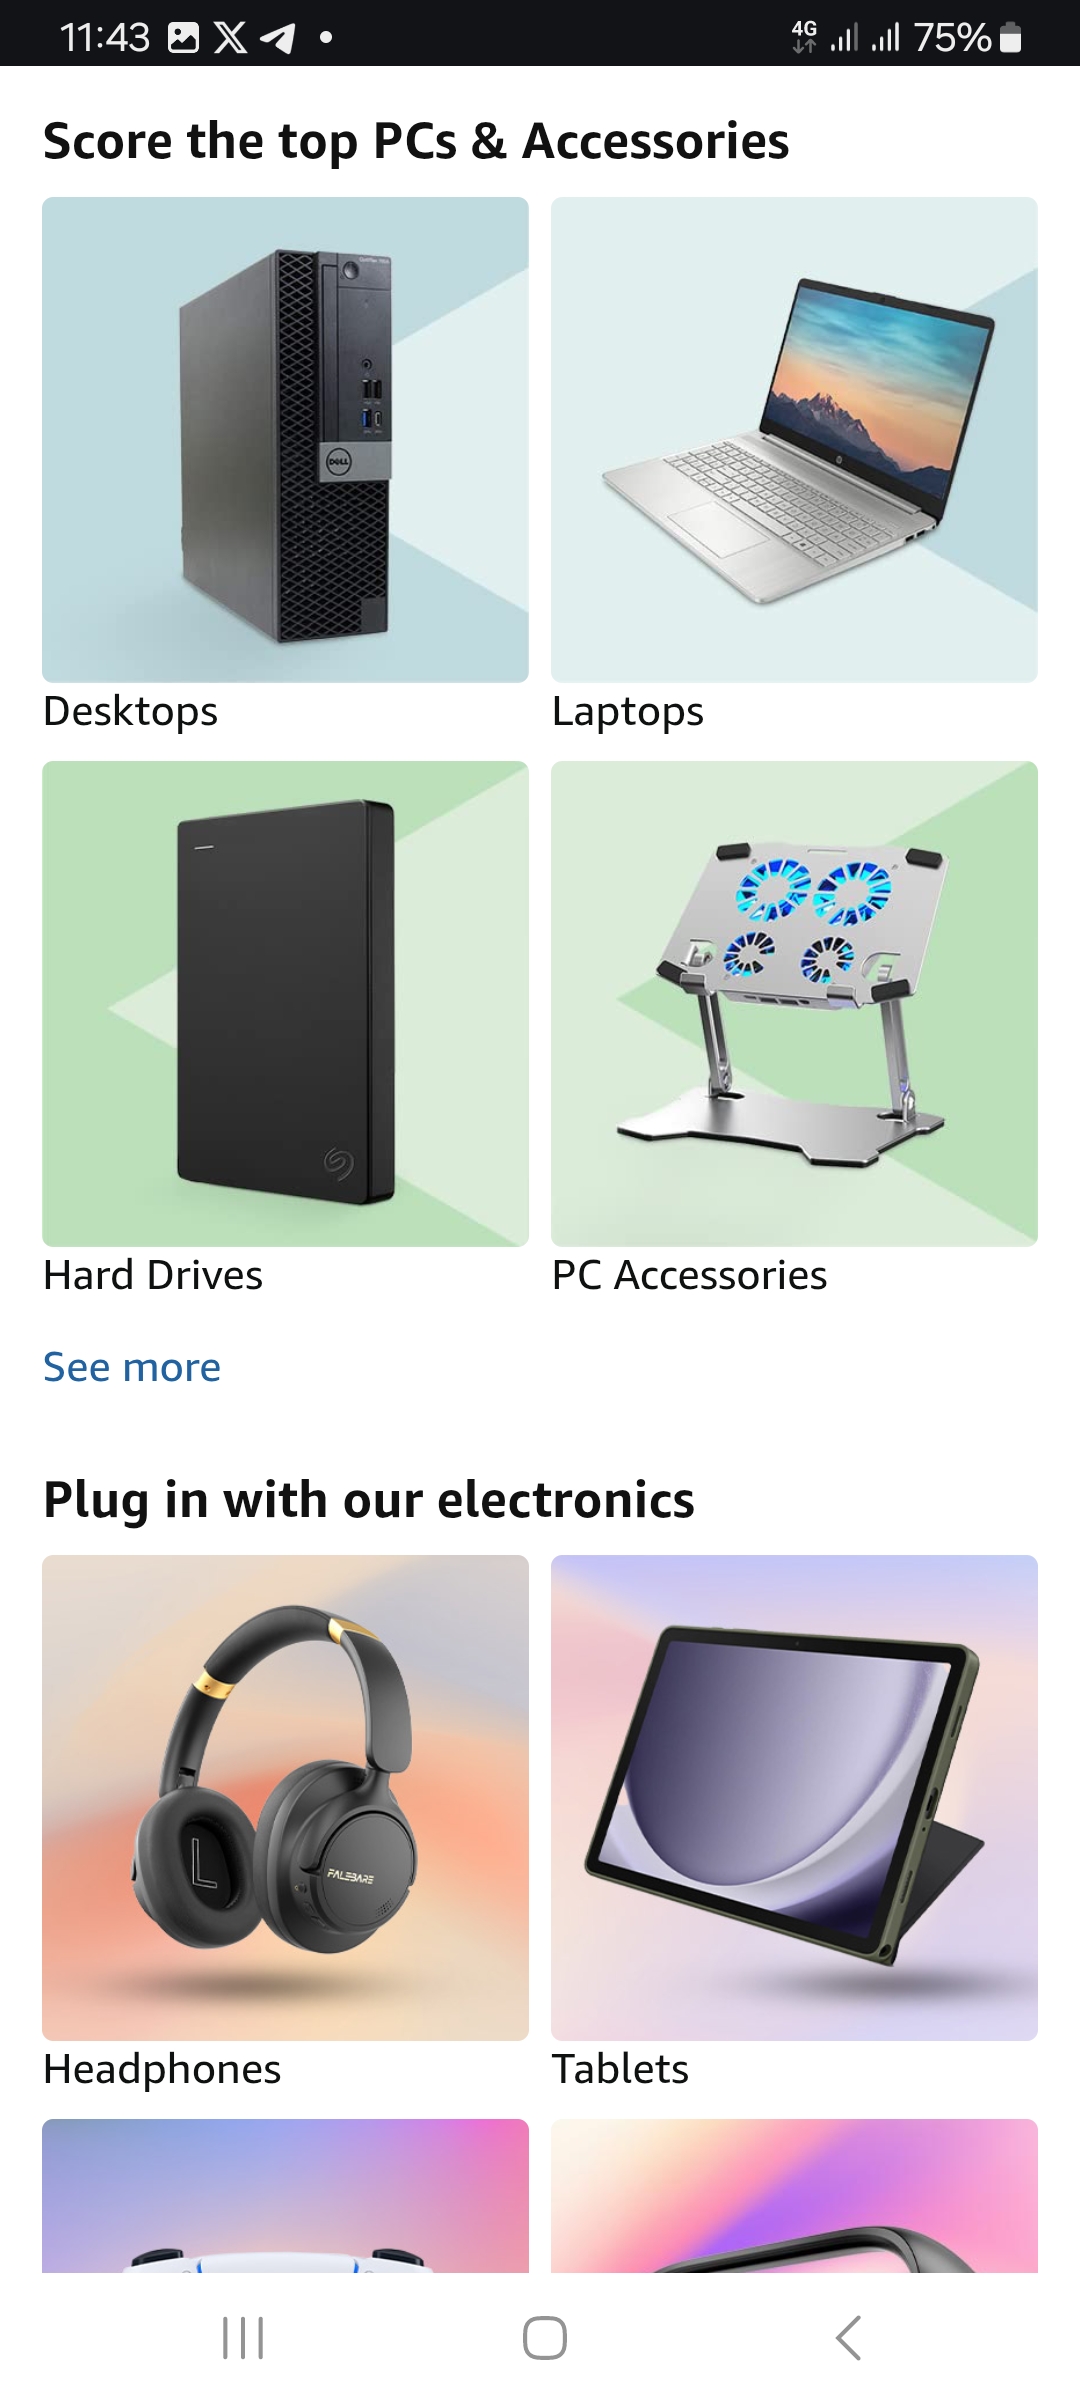 11:43
4G
75%
Score the top PCs & Accessories
DELL
Desktops
Laptops
Hard Drives
PC Accessories
See more
Plug in with our electronics
L
FALEBARE
Headphones
Tablets